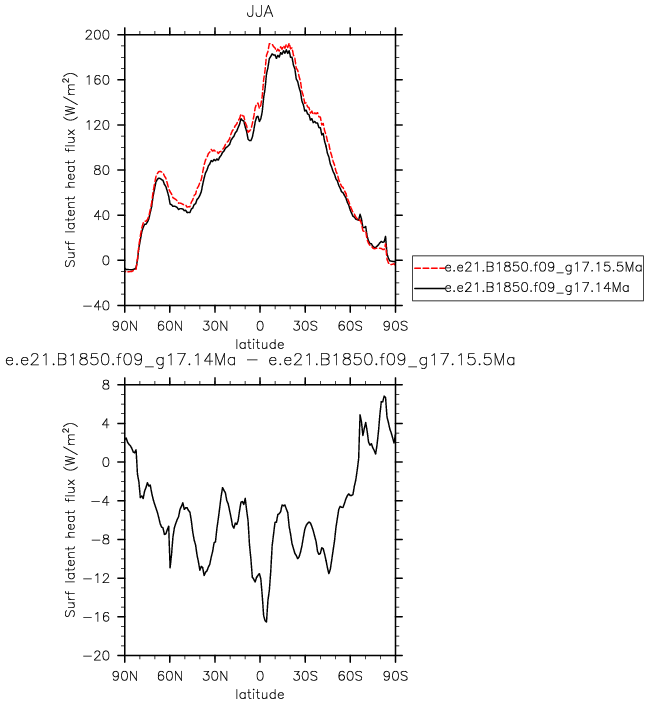 JJA
200
160
120
80
40
0
−40
Surf latent heat flux (W/m²)
90N 60N 30N 0 30S 60S 90S
latitude
e.e21.B1850.f09_g17.15.5Ma
e.e21.B1850.f09_g17.14Ma
e.e21.B1850.f09_g17.14Ma − e.e21.B1850.f09_g17.15.5Ma
8
4
0
−4
−8
−12
−16
−20
Surf latent heat flux (W/m²)
90N 60N 30N 0 30S 60S 90S
latitude